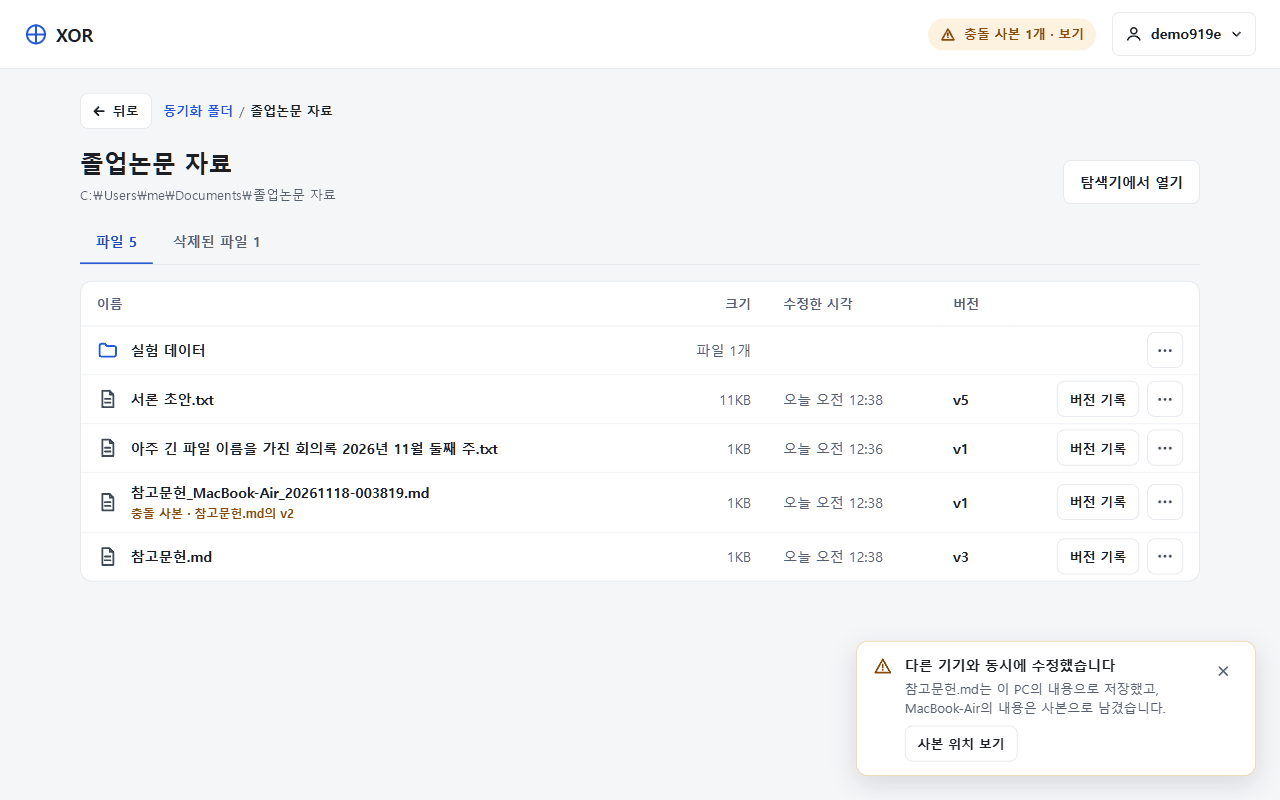 XOR
충돌 사본 1개 · 보기
demo919e
← 뒤로
동기화 폴더 / 졸업논문 자료
졸업논문 자료
C:₩Users₩me₩Documents₩졸업논문 자료
탐색기에서 열기
파일 5
삭제된 파일 1
이름 크기 수정한 시각 버전
실험 데이터 파일 1개 ···
서론 초안.txt 11KB 오늘 오전 12:38 v5 버전 기록 ···
아주 긴 파일 이름을 가진 회의록 2026년 11월 둘째 주.txt 1KB 오늘 오전 12:36 v1 버전 기록 ···
참고문헌_MacBook-Air_20261118-003819.md 1KB 오늘 오전 12:38 v1 버전 기록 ···
충돌 사본 · 참고문헌.md의 v2
참고문헌.md 1KB 오늘 오전 12:38 v3 버전 기록 ···
다른 기기와 동시에 수정했습니다
참고문헌.md는 이 PC의 내용으로 저장했고,
MacBook-Air의 내용은 사본으로 남겼습니다.
사본 위치 보기